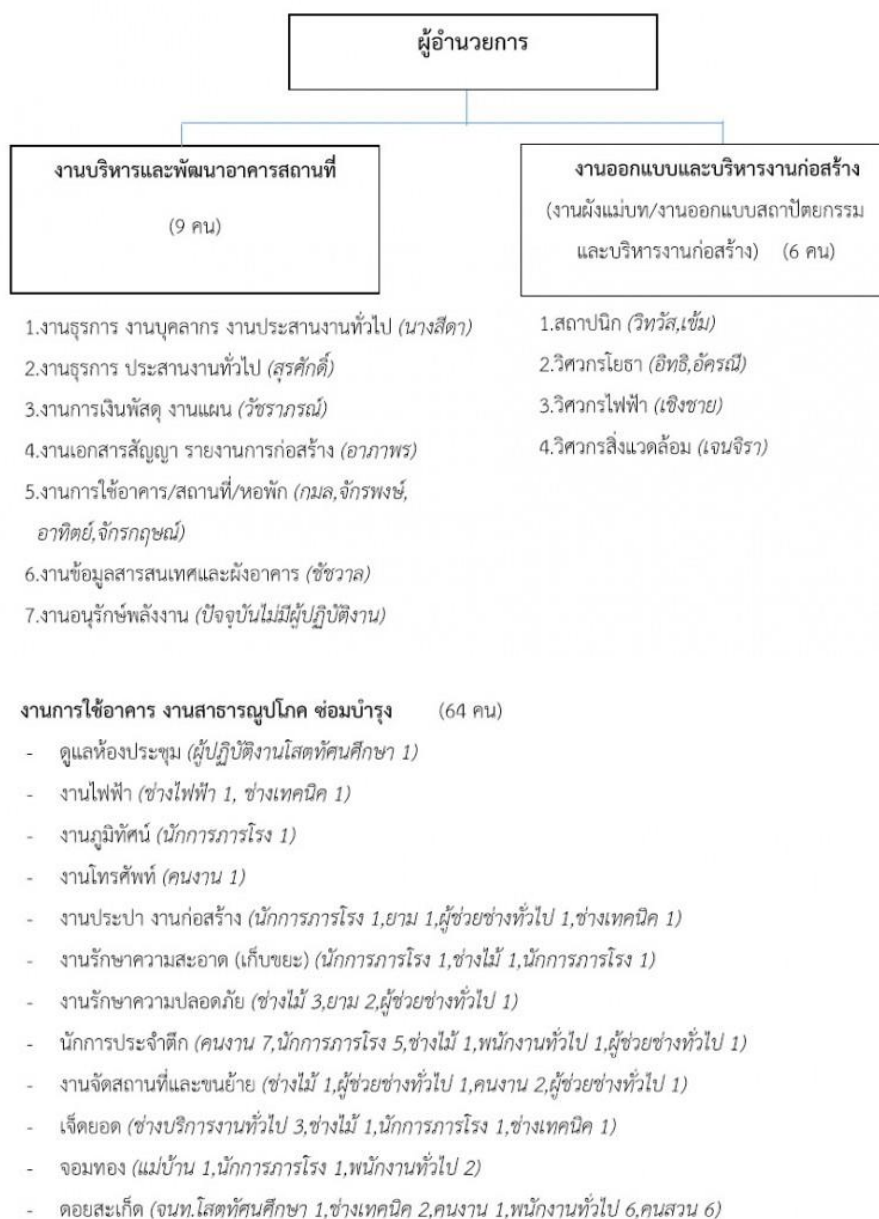 ผู้อำนวยการ
งานบริหารและพัฒนาอาคารสถานที่
(9 คน)
งานออกแบบและบริหารงานก่อสร้าง
(งานผังแม่บท/งานออกแบบสถาปัตยกรรม
และบริหารงานก่อสร้าง) (6 คน)
1.งานธุรการ งานบุคลากร งานประสานงานทั่วไป (นางสีดา)
2.งานธุรการ ประสานงานทั่วไป (สุรศักดิ์)
3.งานการเงินพัสดุ งานแผน (วัชราภรณ์)
4.งานเอกสารสัญญา รายงานการก่อสร้าง (อาภาพร)
5.งานการใช้อาคาร/สถานที่/หอพัก (กมล,จักรพงษ์,
อาทิตย์,จักรกฤษณ์)
6.งานข้อมูลสารสนเทศและผังอาคาร (ชัชวาล)
7.งานอนุรักษ์พลังงาน (ปัจจุบันไม่มีผู้ปฏิบัติงาน)
1.สถาปนิก (วิทวัส,เข้ม)
2.วิศวกรโยธา (อิทธิ,อัครณี)
3.วิศวกรไฟฟ้า (เชิงชาย)
4.วิศวกรสิ่งแวดล้อม (เจนจิรา)
งานการใช้อาคาร งานสาธารณูปโภค ซ่อมบำรุง (64 คน)
- ดูแลห้องประชุม (ผู้ปฏิบัติงานโสตทัศนศึกษา 1)
- งานไฟฟ้า (ช่างไฟฟ้า 1, ช่างเทคนิค 1)
- งานภูมิทัศน์ (นักการภารโรง 1)
- งานโทรศัพท์ (คนงาน 1)
- งานประปา งานก่อสร้าง (นักการภารโรง 1,ยาม 1,ผู้ช่วยช่างทั่วไป 1,ช่างเทคนิค 1)
- งานรักษาความสะอาด (เก็บขยะ) (นักการภารโรง 1,ช่างไม้ 1,นักการภารโรง 1)
- งานรักษาความปลอดภัย (ช่างไม้ 3,ยาม 2,ผู้ช่วยช่างทั่วไป 1)
- นักการประจำตึก (คนงาน 7,นักการภารโรง 5,ช่างไม้ 1,พนักงานทั่วไป 1,ผู้ช่วยช่างทั่วไป 1)
- งานจัดสถานที่และขนย้าย (ช่างไม้ 1,ผู้ช่วยช่างทั่วไป 1,คนงาน 2,ผู้ช่วยช่างทั่วไป 1)
- เจ็ดยอด (ช่างบริการงานทั่วไป 3,ช่างไม้ 1,นักการภารโรง 1,ช่างเทคนิค 1)
- จอมทอง (แม่บ้าน 1,นักการภารโรง 1,พนักงานทั่วไป 2)
- ดอยสะเก็ด (จนท.โสตทัศนศึกษา 1,ช่างเทคนิค 2,คนงาน 1,พนักงานทั่วไป 6,คนสวน 6)